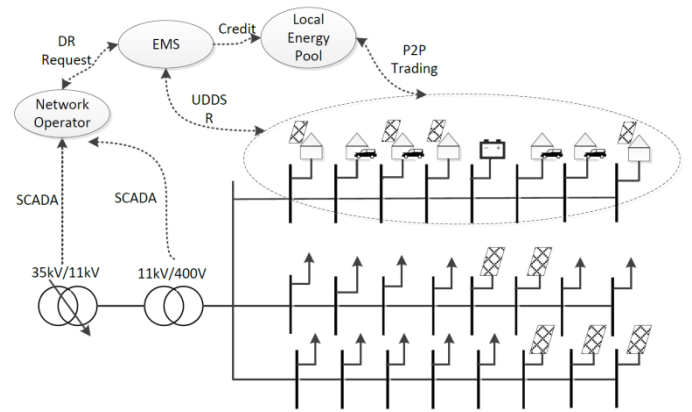 DR
Request
EMS
Credit
Local
Energy
Pool
P2P
Trading
Network
Operator
UDDS
R
SCADA
SCADA
35kV/11kV
11kV/400V